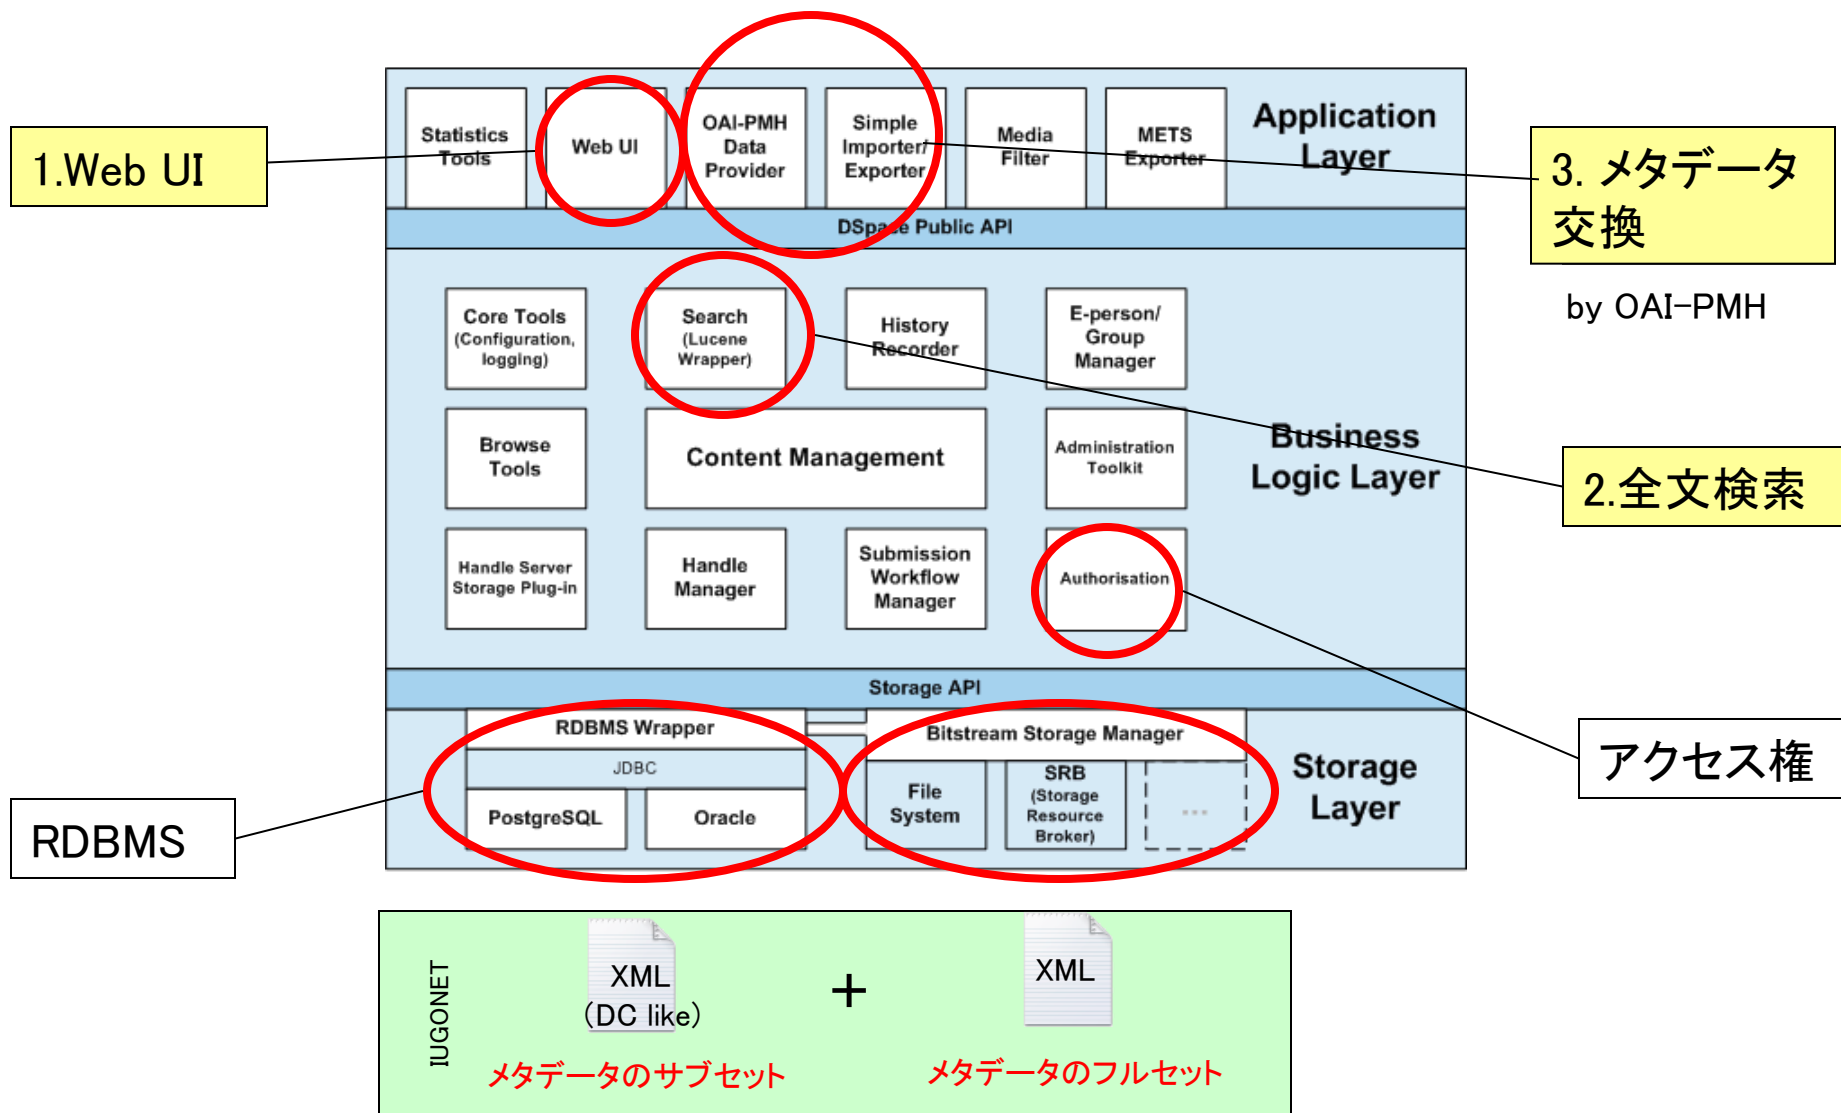 1.Web UI
Statistics
Tools
Web UI
OAI-PMH
Data
Provider
Simple
Importer/
Exporter
Media
Filter
METS
Exporter
Application
Layer
3. メタデータ
交換
by OAI-PMH
DSpace Public API
Core Tools
(Configuration,
logging)
Search
(Lucene
Wrapper)
History
Recorder
E-person/
Group
Manager
Browse
Tools
Content Management
Administration
Toolkit
Business
Logic Layer
2.全文検索
Handle Server
Storage Plug-in
Handle
Manager
Submission
Workflow
Manager
Authorisation
アクセス権
Storage API
RDBMS Wrapper
JDBC
PostgreSQL
Oracle
Bitstream Storage Manager
File
System
SRB
(Storage
Resource
Broker)
...
Storage
Layer
RDBMS
IUGONET
XML
(DC like)
+
XML
メタデータのサブセット
メタデータのフルセット